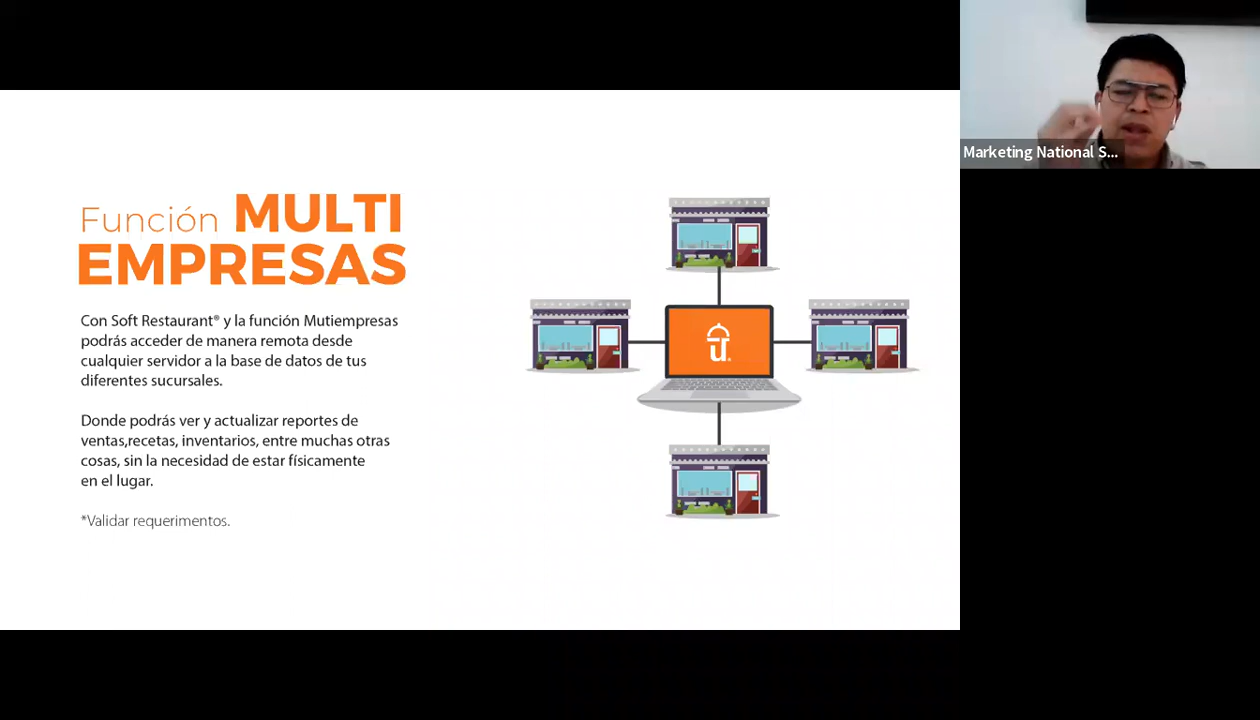 Función MULTI
EMPRESAS
Con Soft Restaurant® y la función Mutiempresas
podrás acceder de manera remota desde
cualquier servidor a la base de datos de tus
diferentes sucursales.
Donde podrás ver y actualizar reportes de
ventas,recetas, inventarios, entre muchas otras
cosas, sin la necesidad de estar físicamente
en el lugar.
*Validar requerimentos.
Marketing National S...